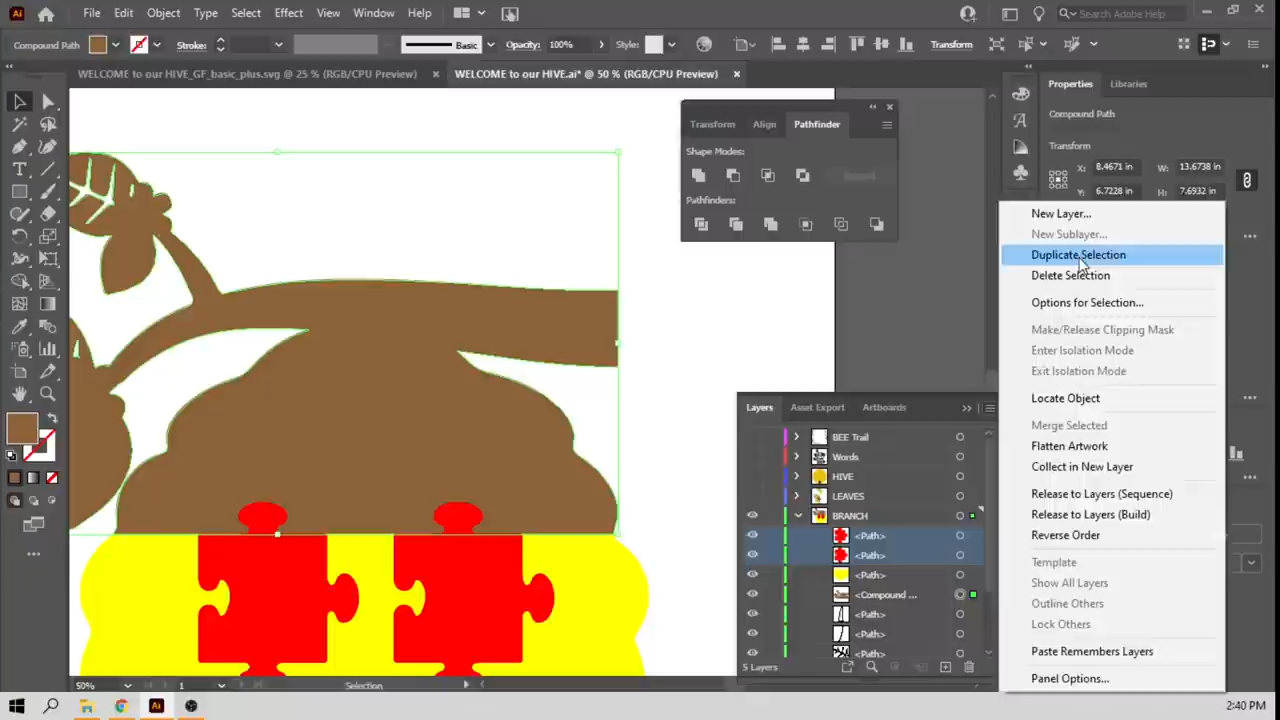 Ai File Edit Object Type Select Effect View Window Help Search Adobe Help
Compound Path Stroke: Basic Opacity: 100% Style: Transform
WELCOME to our HIVE_GF_basic_plus.svg @ 25 % (RGB/CPU Preview) WELCOME to our HIVE.ai* @ 50 % (RGB/CPU Preview)
Properties Libraries
Compound Path
Transform
X: 8.4671 in W: 13.6738 in
Y: 6.7228 in H: 7.6932 in
Transform Align Pathfinder
Shape Modes:
Pathfinders:
New Layer...
New Sublayer...
Duplicate Selection
Delete Selection
Options for Selection...
Make/Release Clipping Mask
Enter Isolation Mode
Exit Isolation Mode
Locate Object
Merge Selected
Flatten Artwork
Collect in New Layer
Release to Layers (Sequence)
Release to Layers (Build)
Reverse Order
Template
Show All Layers
Outline Others
Lock Others
Paste Remembers Layers
Panel Options...
Layers Asset Export Artboards
BEE Trail
Words
HIVE
LEAVES
BRANCH
<Path>
<Path>
<Path>
<Compound ...
<Path>
<Path>
<Path>
5 Layers
50% 1 Selection
Ai 2:40 PM